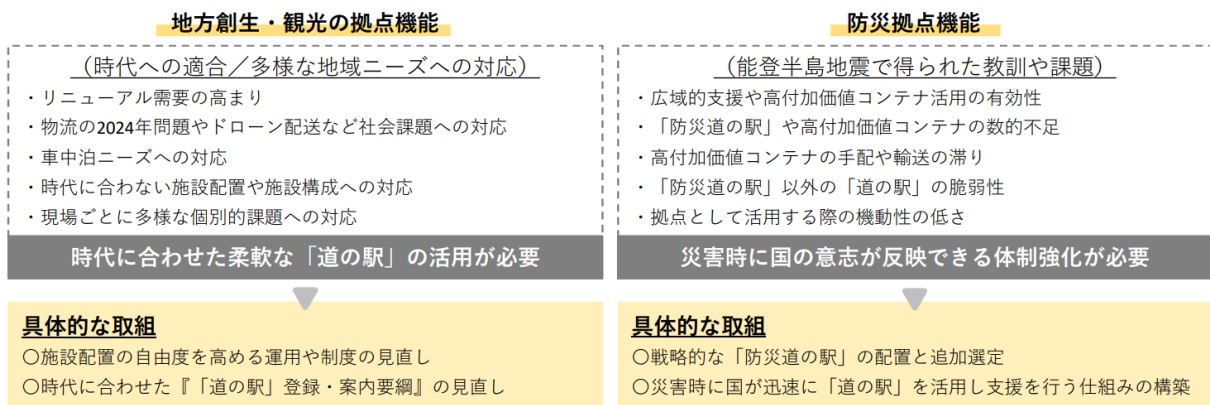 地方創生・観光の拠点機能
（時代への適合／多様な地域ニーズへの対応）
・リニューアル需要の高まり
・物流の2024年問題やドローン配送など社会課題への対応
・車中泊ニーズへの対応
・時代に合わない施設配置や施設構成への対応
・現場ごとに多様な個別的課題への対応
時代に合わせた柔軟な「道の駅」の活用が必要
具体的な取組
〇施設配置の自由度を高める運用や制度の見直し
〇時代に合わせた『「道の駅」登録・案内要綱』の見直し
防災拠点機能
（能登半島地震で得られた教訓や課題）
・広域的支援や高付加価値コンテナ活用の有効性
・「防災道の駅」や高付加価値コンテナの数的不足
・高付加価値コンテナの手配や輸送の滞り
・「防災道の駅」以外の「道の駅」の脆弱性
・拠点として活用する際の機動性の低さ
災害時に国の意志が反映できる体制強化が必要
具体的な取組
〇戦略的な「防災道の駅」の配置と追加選定
〇災害時に国が迅速に「道の駅」を活用し支援を行う仕組みの構築